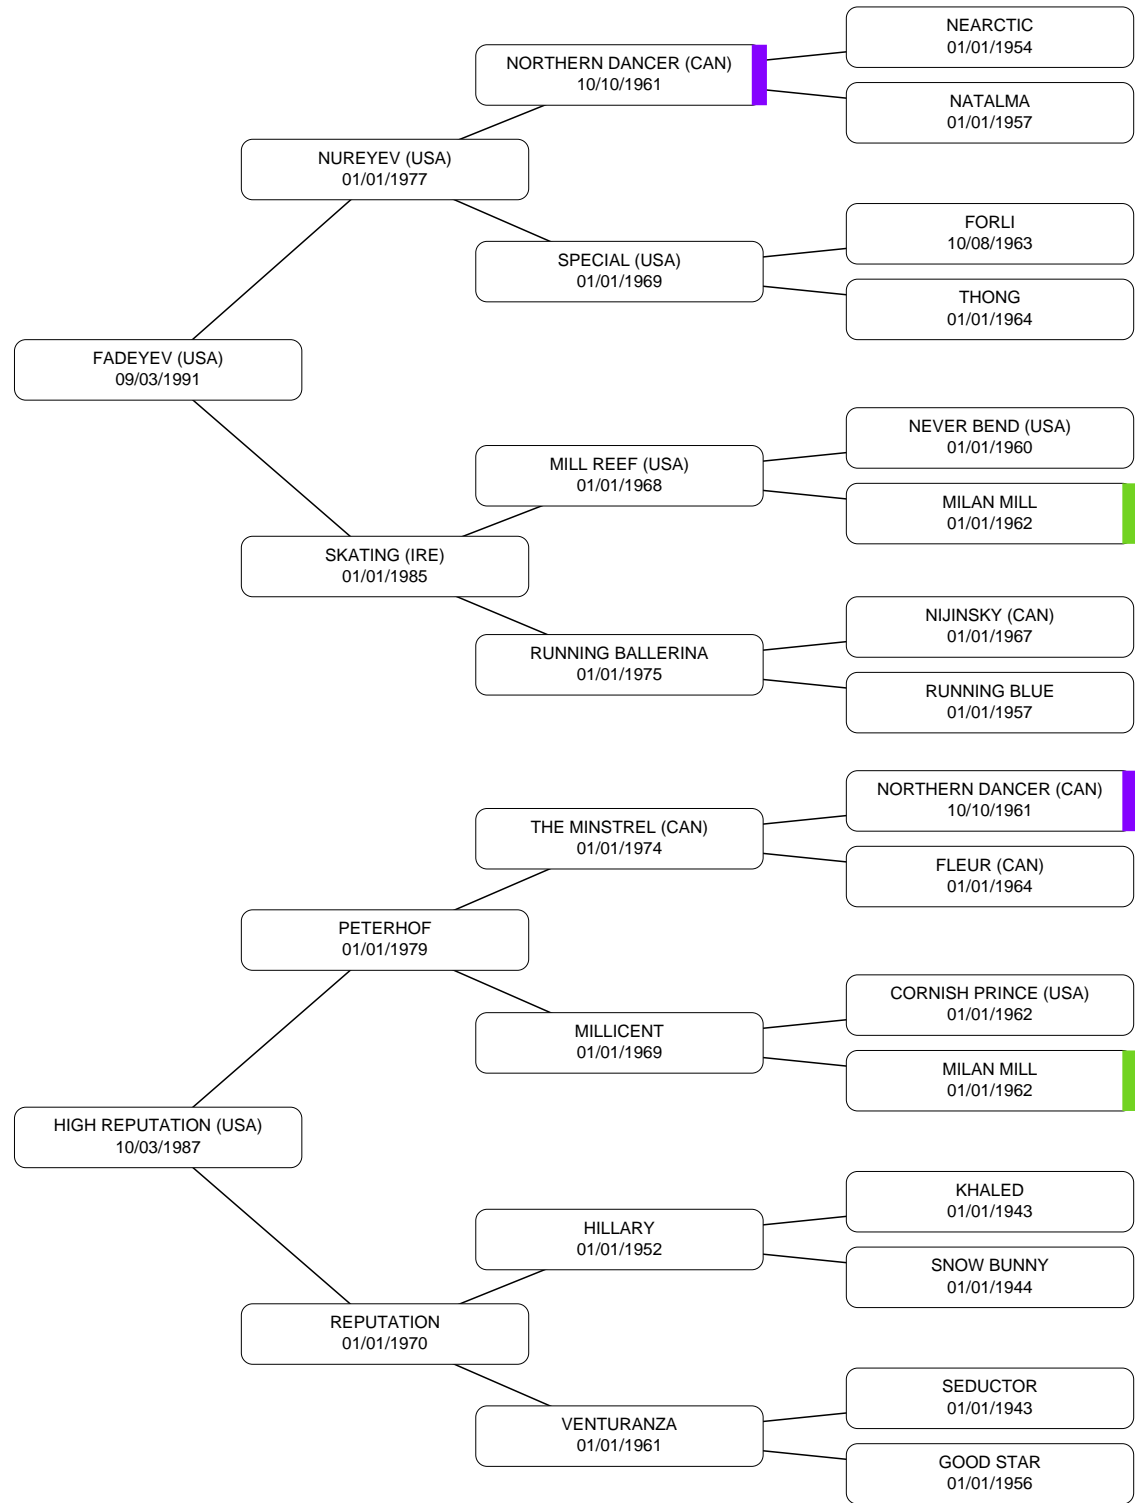 NEARCTIC
01/01/1954
NORTHERN DANCER (CAN)
10/10/1961
NATALMA
01/01/1957
NUREYEV (USA)
01/01/1977
FORLI
10/08/1963
SPECIAL (USA)
01/01/1969
THONG
01/01/1964
FADEYEV (USA)
09/03/1991
NEVER BEND (USA)
01/01/1960
MILL REEF (USA)
01/01/1968
MILAN MILL
01/01/1962
SKATING (IRE)
01/01/1985
NIJINSKY (CAN)
01/01/1967
RUNNING BALLERINA
01/01/1975
RUNNING BLUE
01/01/1957
NORTHERN DANCER (CAN)
10/10/1961
THE MINSTREL (CAN)
01/01/1974
FLEUR (CAN)
01/01/1964
PETERHOF
01/01/1979
CORNISH PRINCE (USA)
01/01/1962
MILLICENT
01/01/1969
MILAN MILL
01/01/1962
HIGH REPUTATION (USA)
10/03/1987
KHALED
01/01/1943
HILLARY
01/01/1952
SNOW BUNNY
01/01/1944
REPUTATION
01/01/1970
SEDUCTOR
01/01/1943
VENTURANZA
01/01/1961
GOOD STAR
01/01/1956